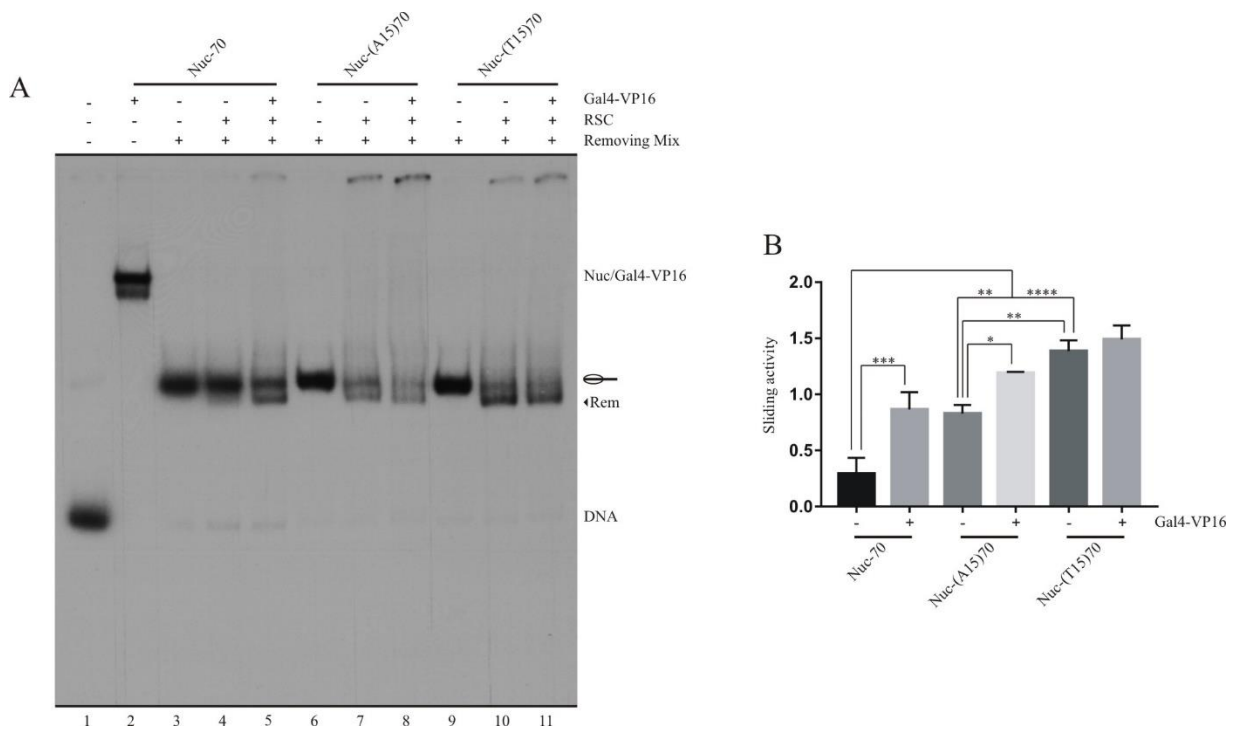 A
Nuc-70 Nuc-(A15)70 Nuc-(T15)70
- + - - + - - + - - + Gal4-VP16
- - - + + - + + - + + RSC
- - + + + + + + + + + Removing Mix
Nuc/Gal4-VP16
◂Rem
DNA
1 2 3 4 5 6 7 8 9 10 11
B
Sliding activity
2.0
1.5
1.0
0.5
0.0
** ****
**
*** *
- + - + - + Gal4-VP16
Nuc-70 Nuc-(A15)70 Nuc-(T15)70